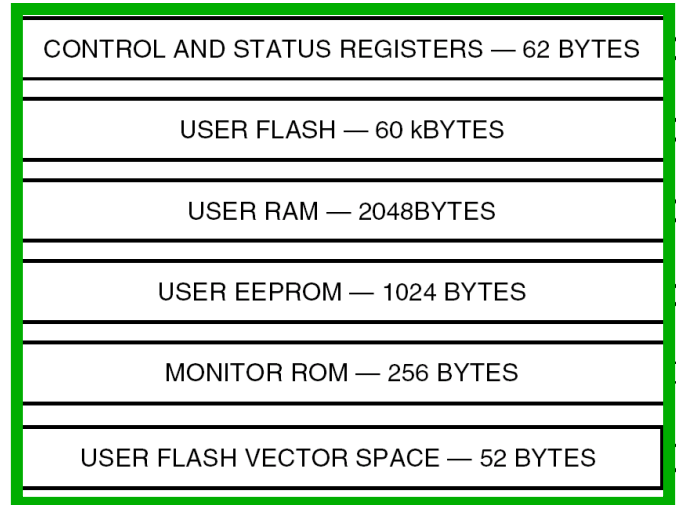 CONTROL AND STATUS REGISTERS — 62 BYTES
USER FLASH — 60 kBYTES
USER RAM — 2048BYTES
USER EEPROM — 1024 BYTES
MONITOR ROM — 256 BYTES
USER FLASH VECTOR SPACE — 52 BYTES